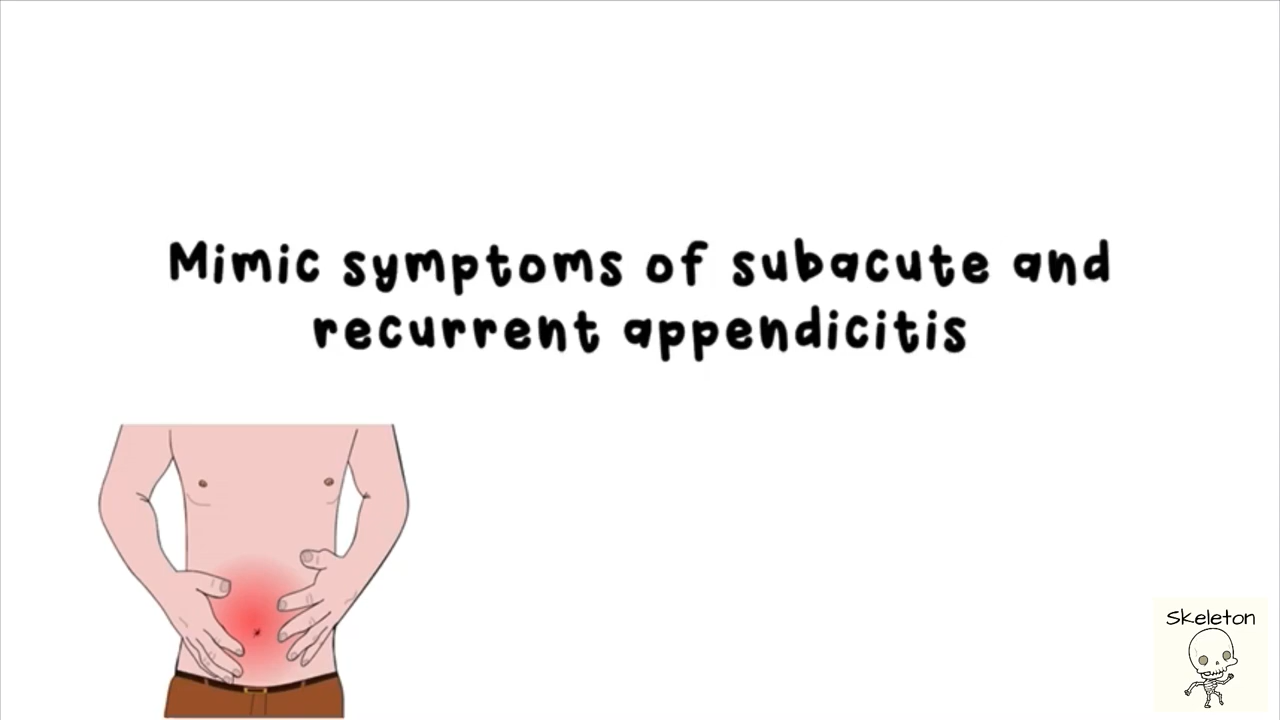 Mimic symptoms of subacute and
recurrent appendicitis
Skeleton